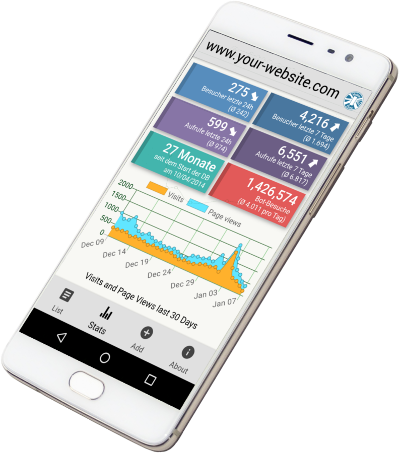 www.your-website.com
275
Besucher letzte 24h
(Ø 242)
4,216
Besucher letzte 7 Tage
(Ø 1.694)
599
Aufrufe letzte 24h
(Ø 974)
6,551
Aufrufe letzte 7 Tage
(Ø 6.817)
27 Monate
seit dem Start der DB
am 10/04/2014
1,426,574
Bot-Besuche
(Ø 4.011 pro Tag)
Visits
Page views
2000
1500
1000
500
0
Dec 09
Dec 14
Dec 19
Dec 24
Dec 29
Jan 03
Jan 07
Visits and Page Views last 30 Days
List
Stats
Add
About